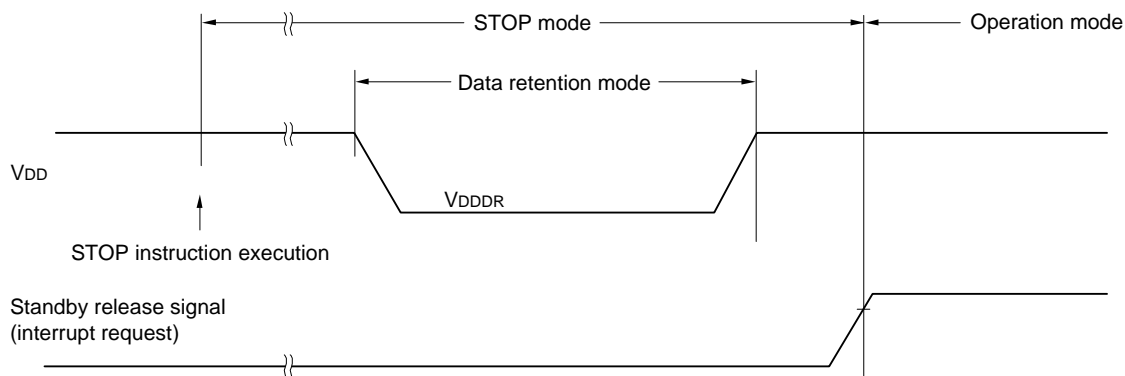 STOP mode
Operation mode
Data retention mode
VDD
VDDDR
STOP instruction execution
Standby release signal
(interrupt request)